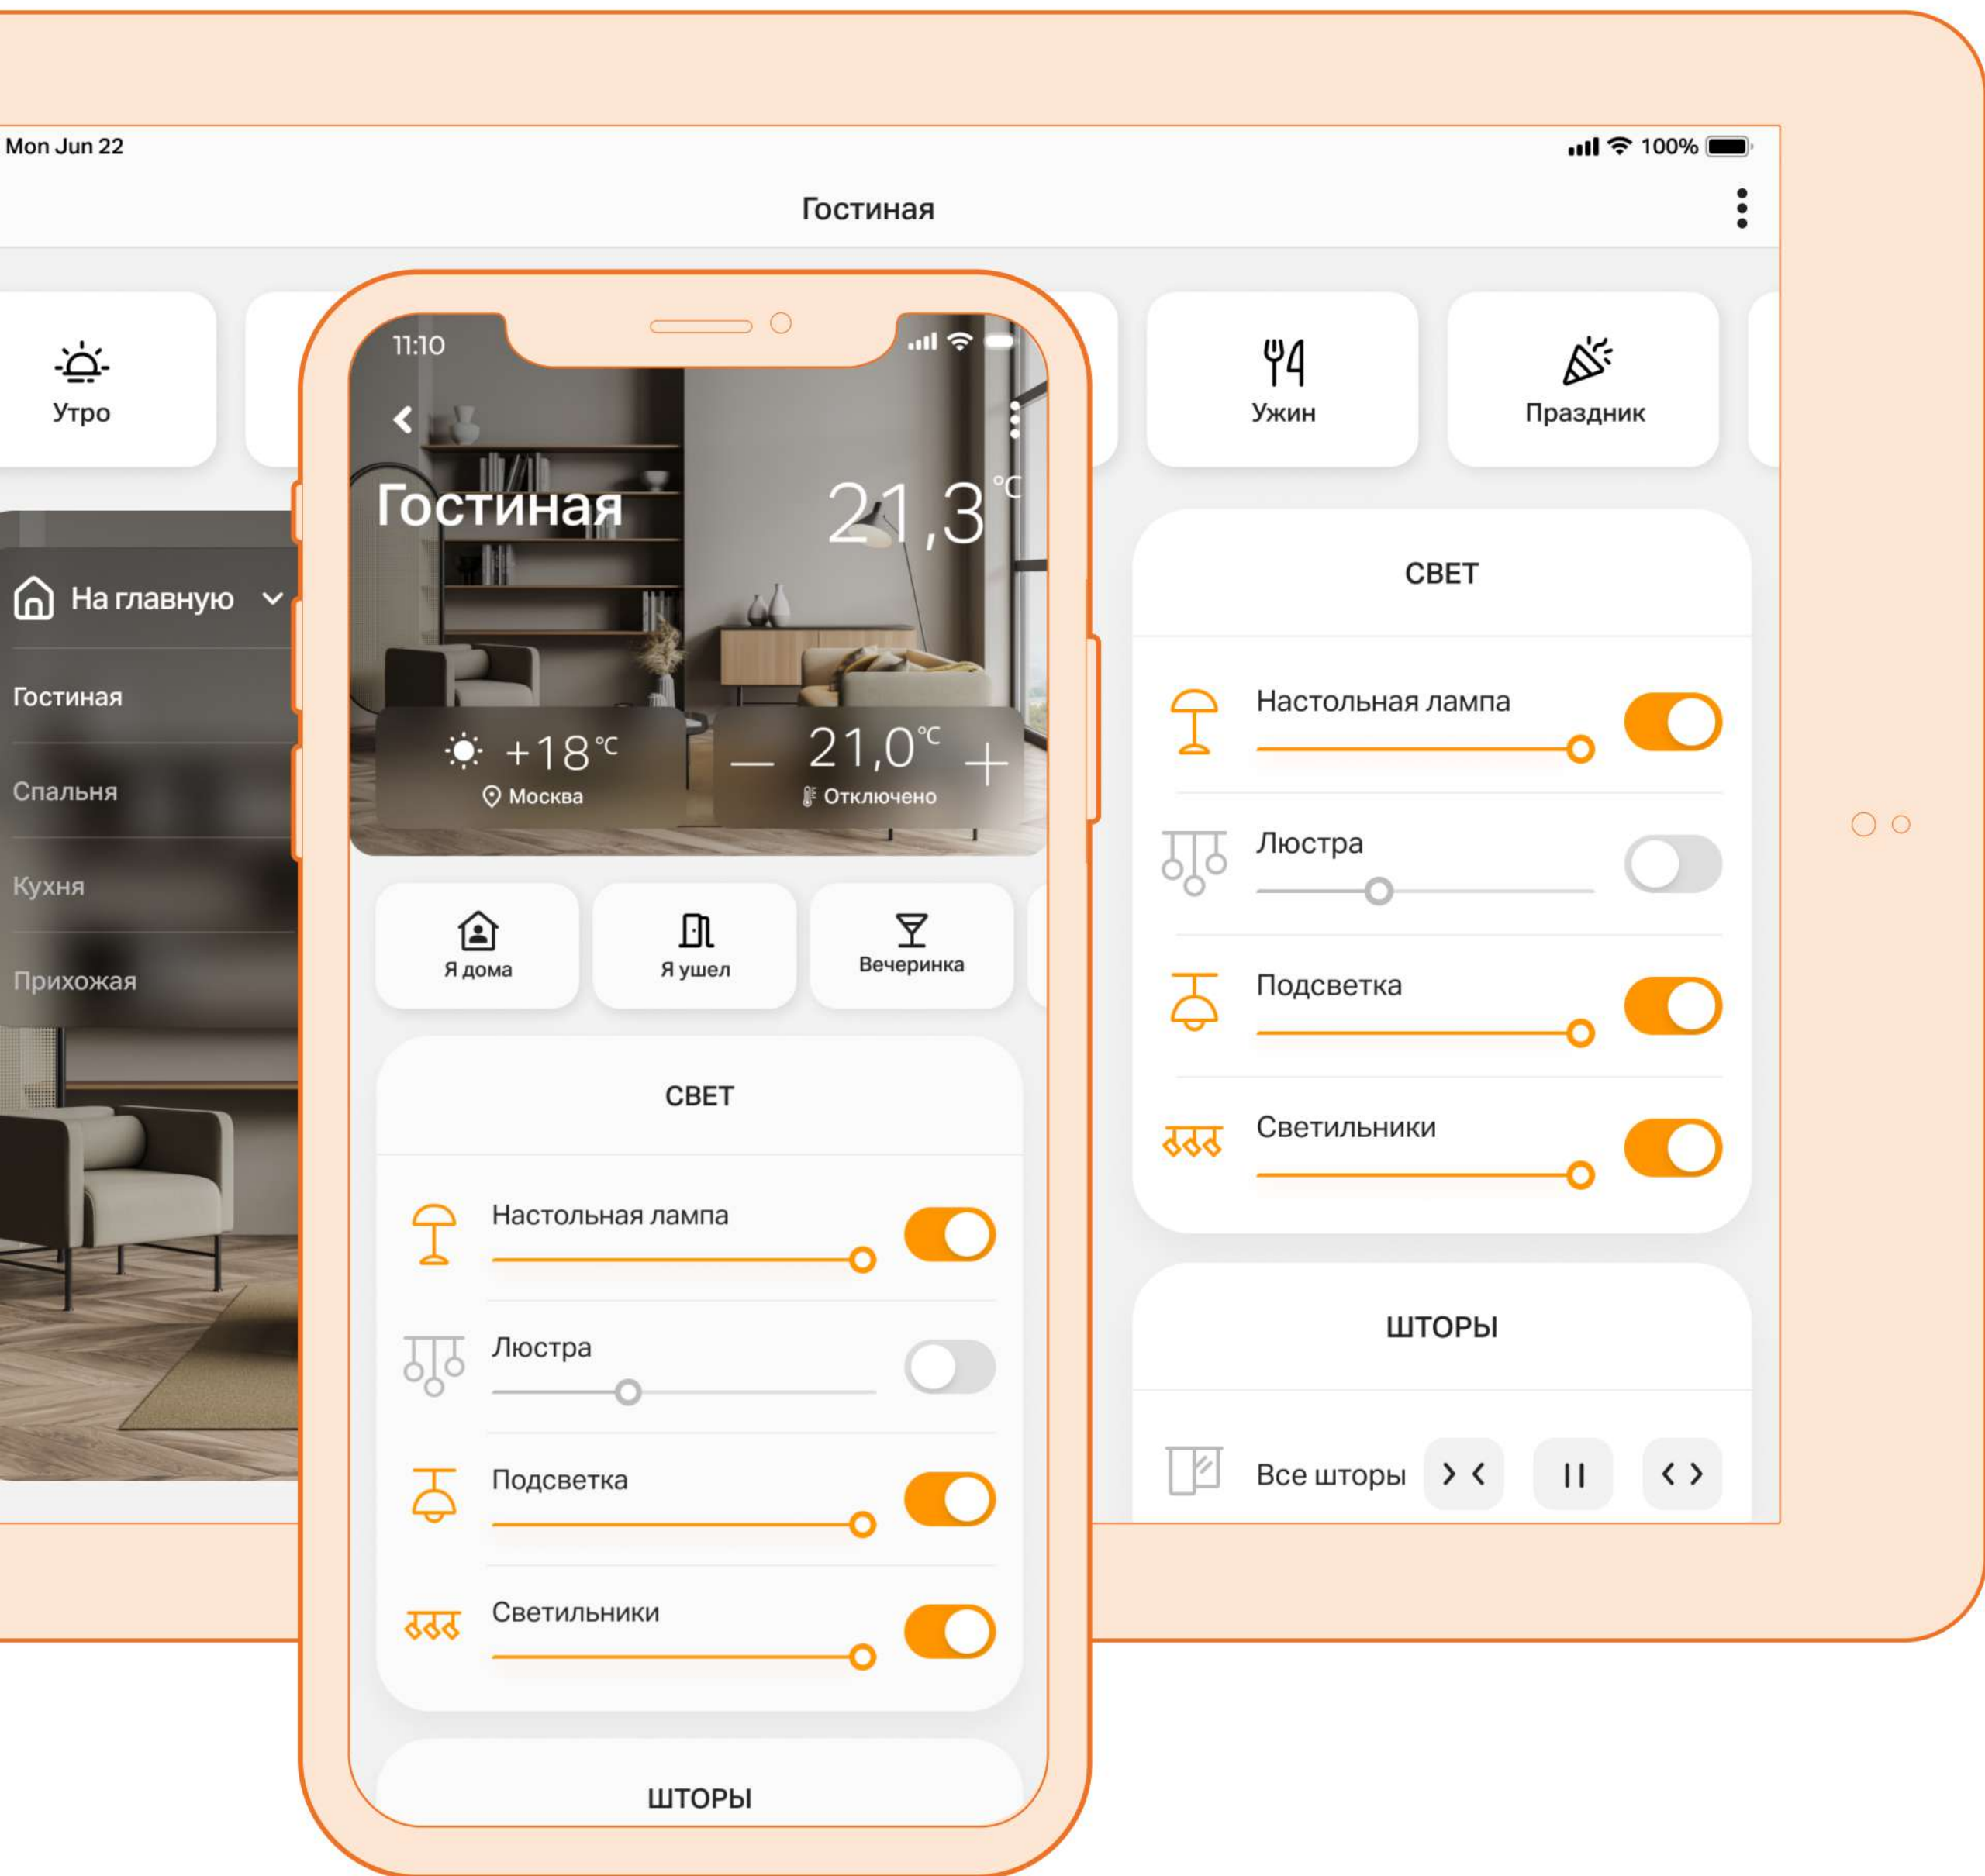 Mon Jun 22
100%
Гостиная
Утро
Ужин
Праздник
На главную
Гостиная
Спальня
Кухня
Прихожая
11:10
Гостиная
21,3°C
+18°C
Москва
21,0°C
Отключено
Я дома
Я ушел
Вечеринка
СВЕТ
Настольная лампа
Люстра
Подсветка
Светильники
ШТОРЫ
СВЕТ
Настольная лампа
Люстра
Подсветка
Светильники
ШТОРЫ
Все шторы